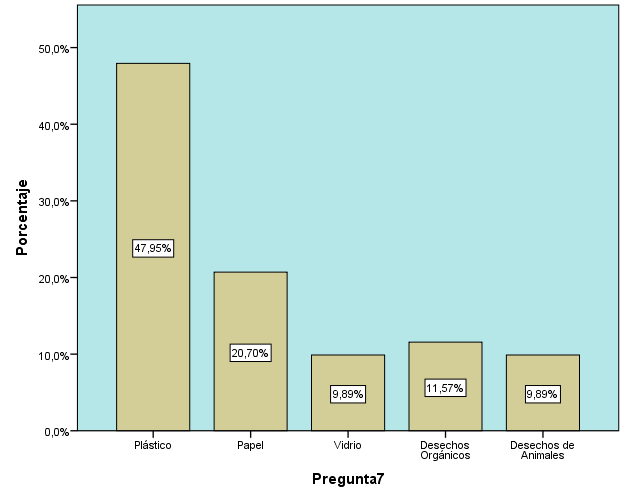 50,0%
40,0%
30,0%
20,0%
10,0%
0,0%
Porcentaje
47,95%
20,70%
9,89%
11,57%
9,89%
Plástico
Papel
Vidrio
Desechos
Orgánicos
Desechos de
Animales
Pregunta7